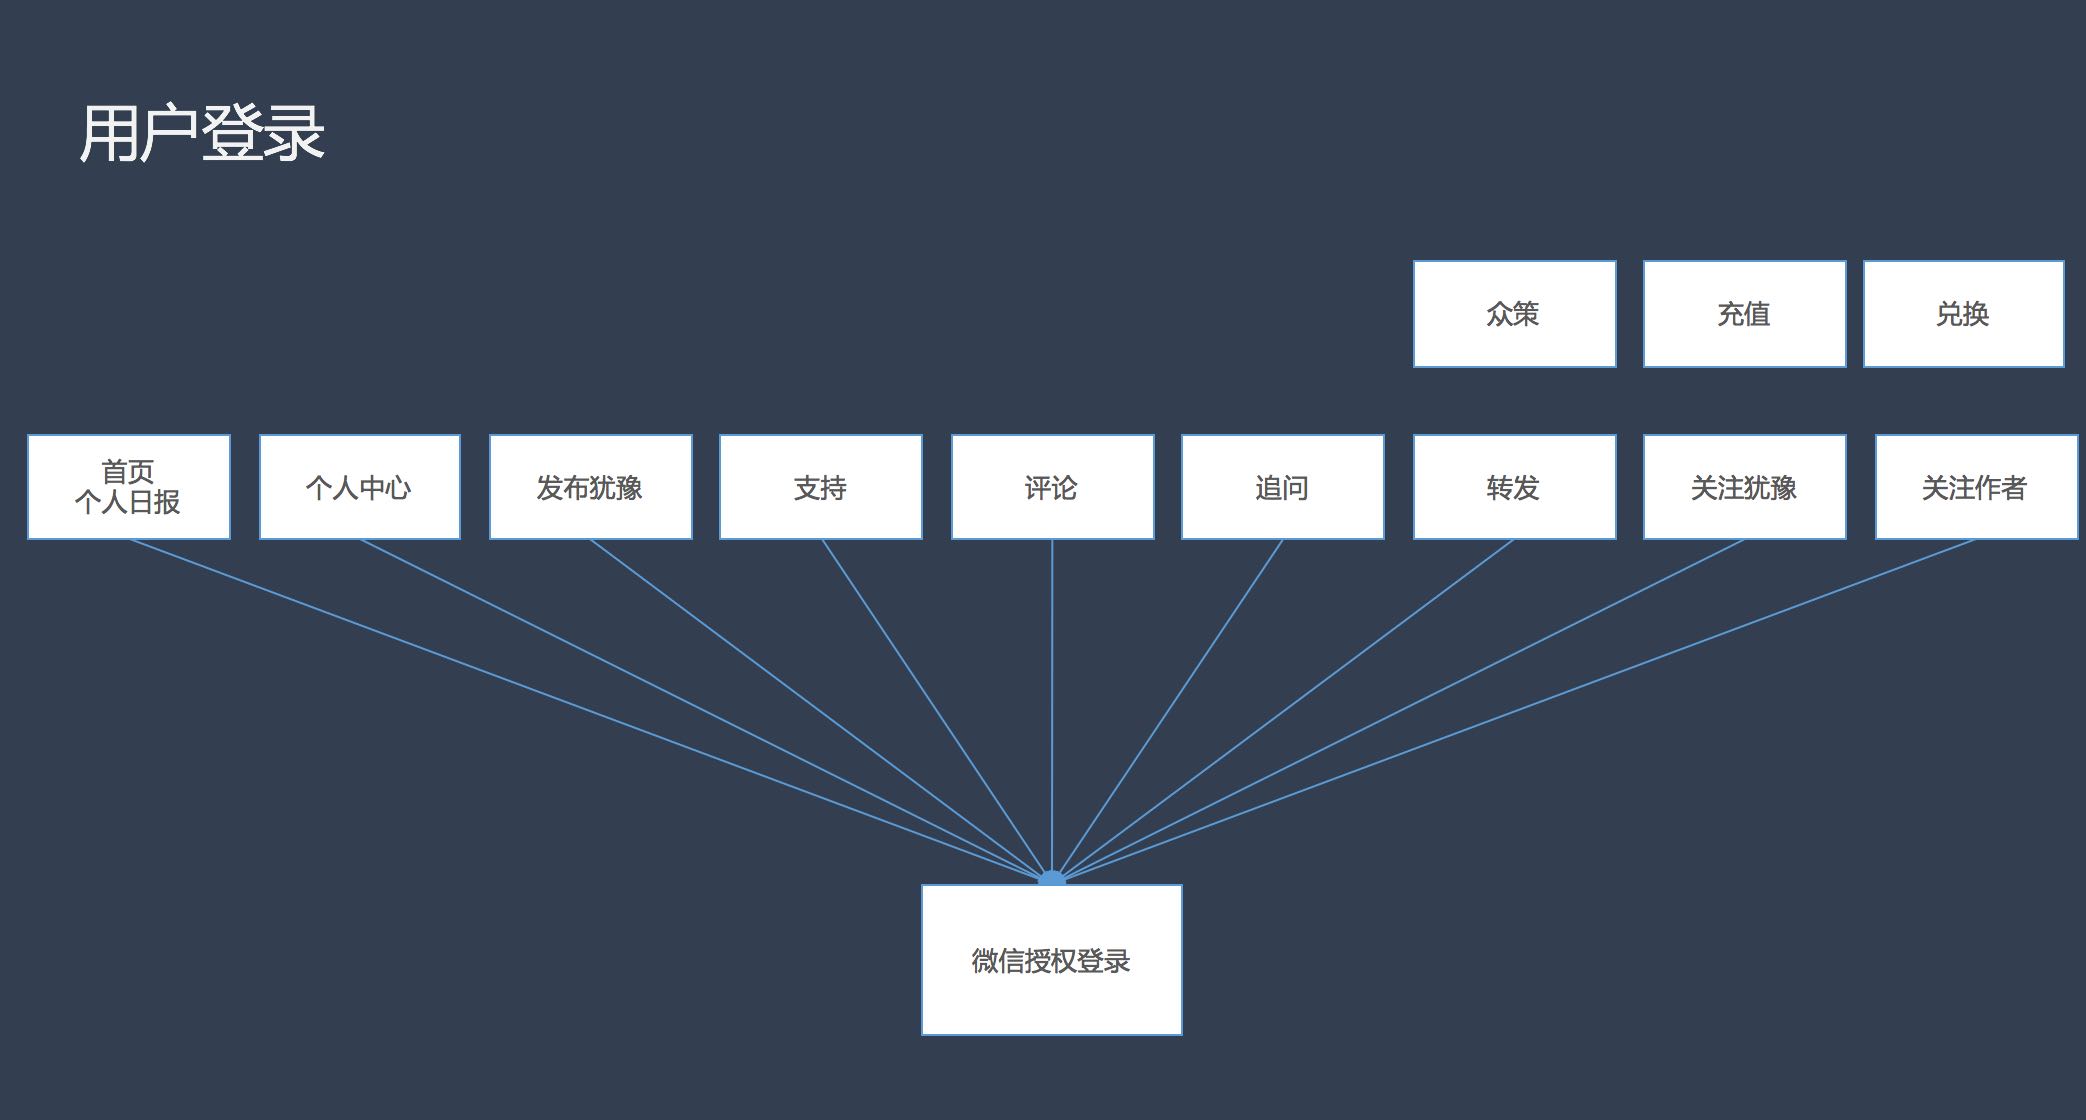 用户登录
众策
充值
兑换
首页
个人日报
个人中心
发布犹豫
支持
评论
追问
转发
关注犹豫
关注作者
微信授权登录